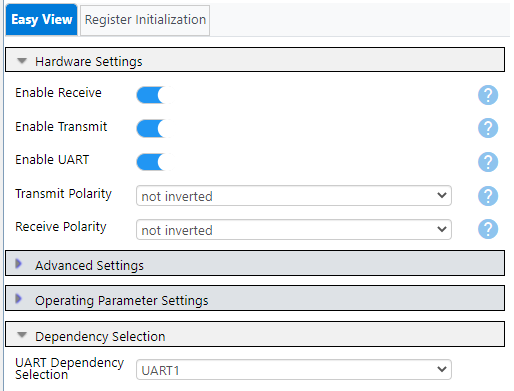 Easy View
Register Initialization
Hardware Settings
Enable Receive
?
Enable Transmit
?
Enable UART
?
Transmit Polarity
not inverted
?
Receive Polarity
not inverted
?
Advanced Settings
Operating Parameter Settings
Dependency Selection
UART Dependency
Selection
UART1